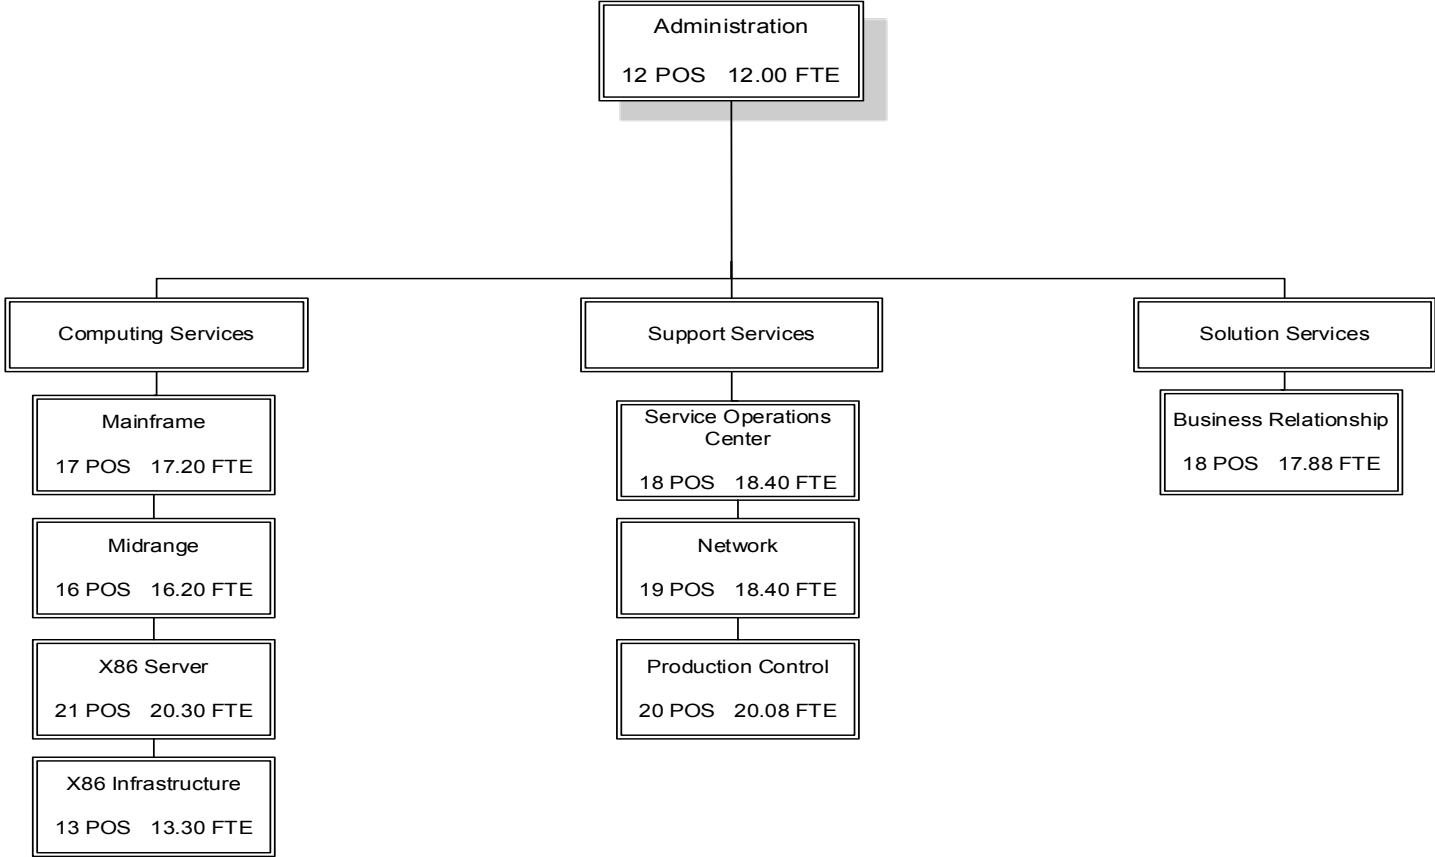 Administration
12 POS 12.00 FTE
Computing Services
Support Services
Solution Services
Mainframe
17 POS 17.20 FTE
Midrange
16 POS 16.20 FTE
X86 Server
21 POS 20.30 FTE
X86 Infrastructure
13 POS 13.30 FTE
Service Operations
Center
18 POS 18.40 FTE
Network
19 POS 18.40 FTE
Production Control
20 POS 20.08 FTE
Business Relationship
18 POS 17.88 FTE